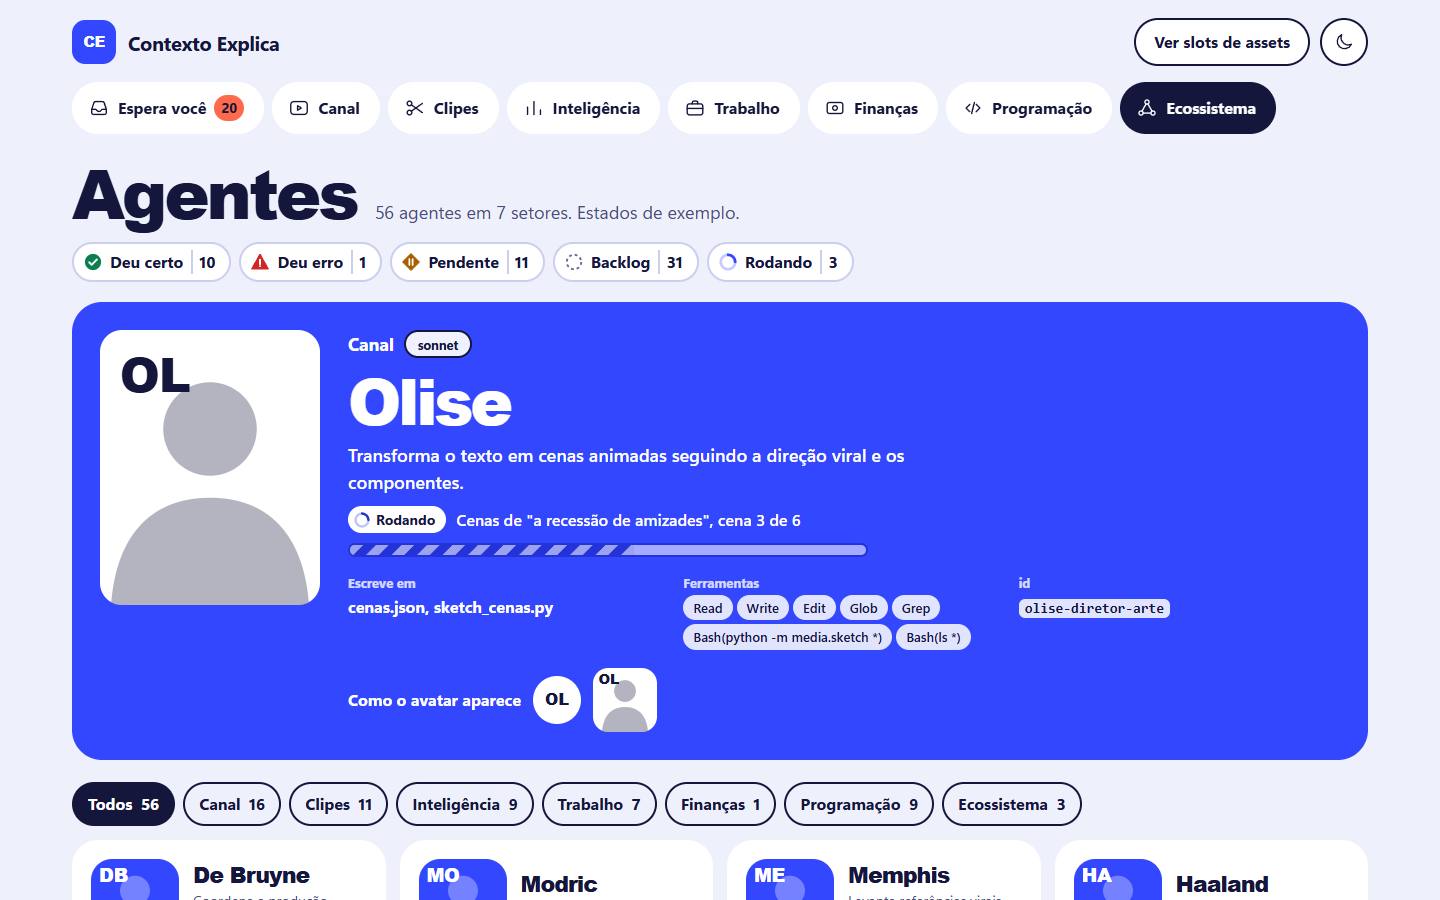 CE Contexto Explica
Ver slots de assets
Espera você 20
Canal
Clipes
Inteligência
Trabalho
Finanças
Programação
Ecossistema
Agentes
56 agentes em 7 setores. Estados de exemplo.
Deu certo 10
Deu erro 1
Pendente 11
Backlog 31
Rodando 3
OL
Canal sonnet
Olise
Transforma o texto em cenas animadas seguindo a direção viral e os
componentes.
Rodando Cenas de "a recessão de amizades", cena 3 de 6
Escreve em
cenas.json, sketch_cenas.py
Ferramentas
Read Write Edit Glob Grep
Bash(python -m media.sketch *) Bash(ls *)
id
olise-diretor-arte
Como o avatar aparece OL OL
Todos 56
Canal 16
Clipes 11
Inteligência 9
Trabalho 7
Finanças 1
Programação 9
Ecossistema 3
DB De Bruyne
MO Modric
ME Memphis
HA Haaland